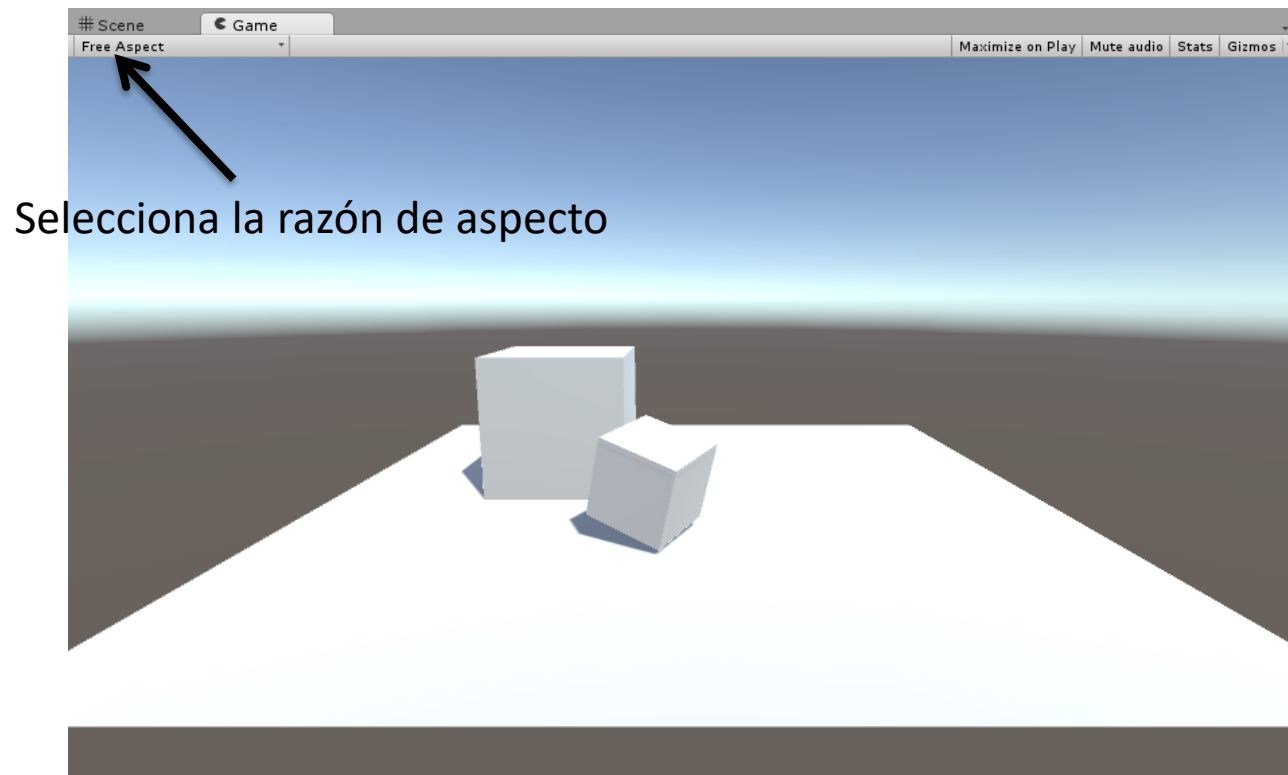 Scene Game
Free Aspect Maximize on Play Mute audio Stats Gizmos
Selecciona la razón de aspecto